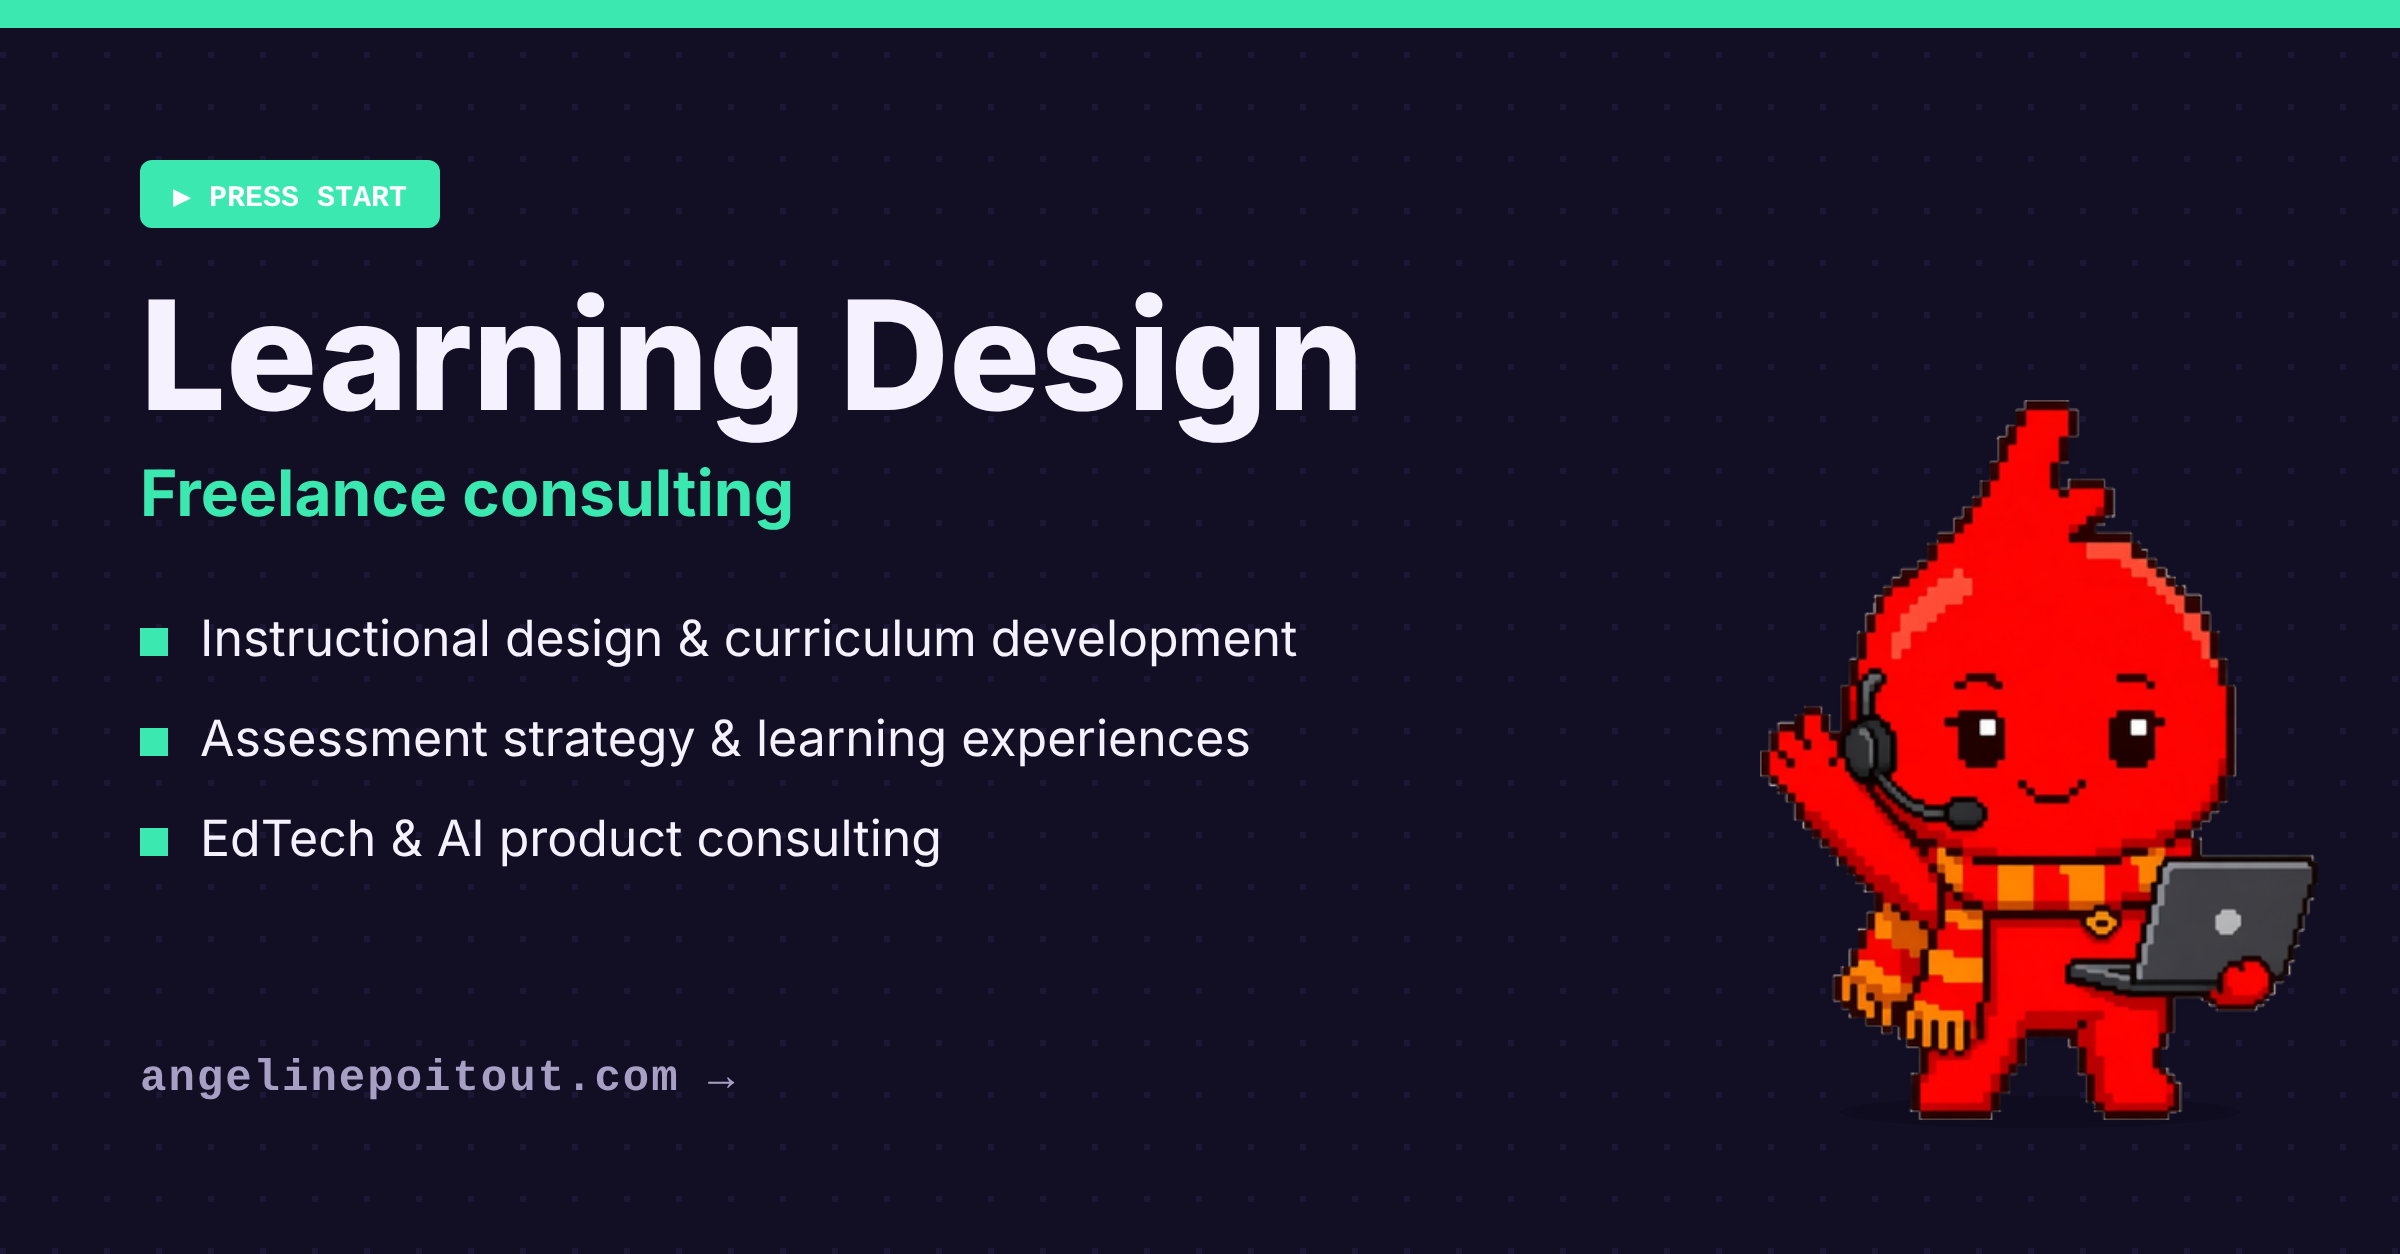 ▶ PRESS START
Learning Design
Freelance consulting
Instructional design & curriculum development
Assessment strategy & learning experiences
EdTech & AI product consulting
angelinepoitout.com →